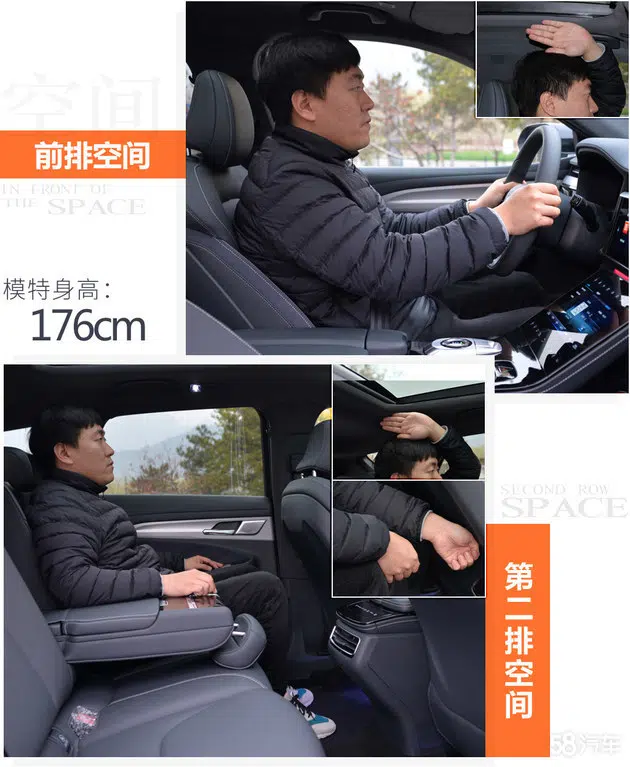 空间
前排空间
IN FRONT OF
THE SPACE
模特身高：
176cm
SECOND ROW
SPACE
第二排空间
58汽车